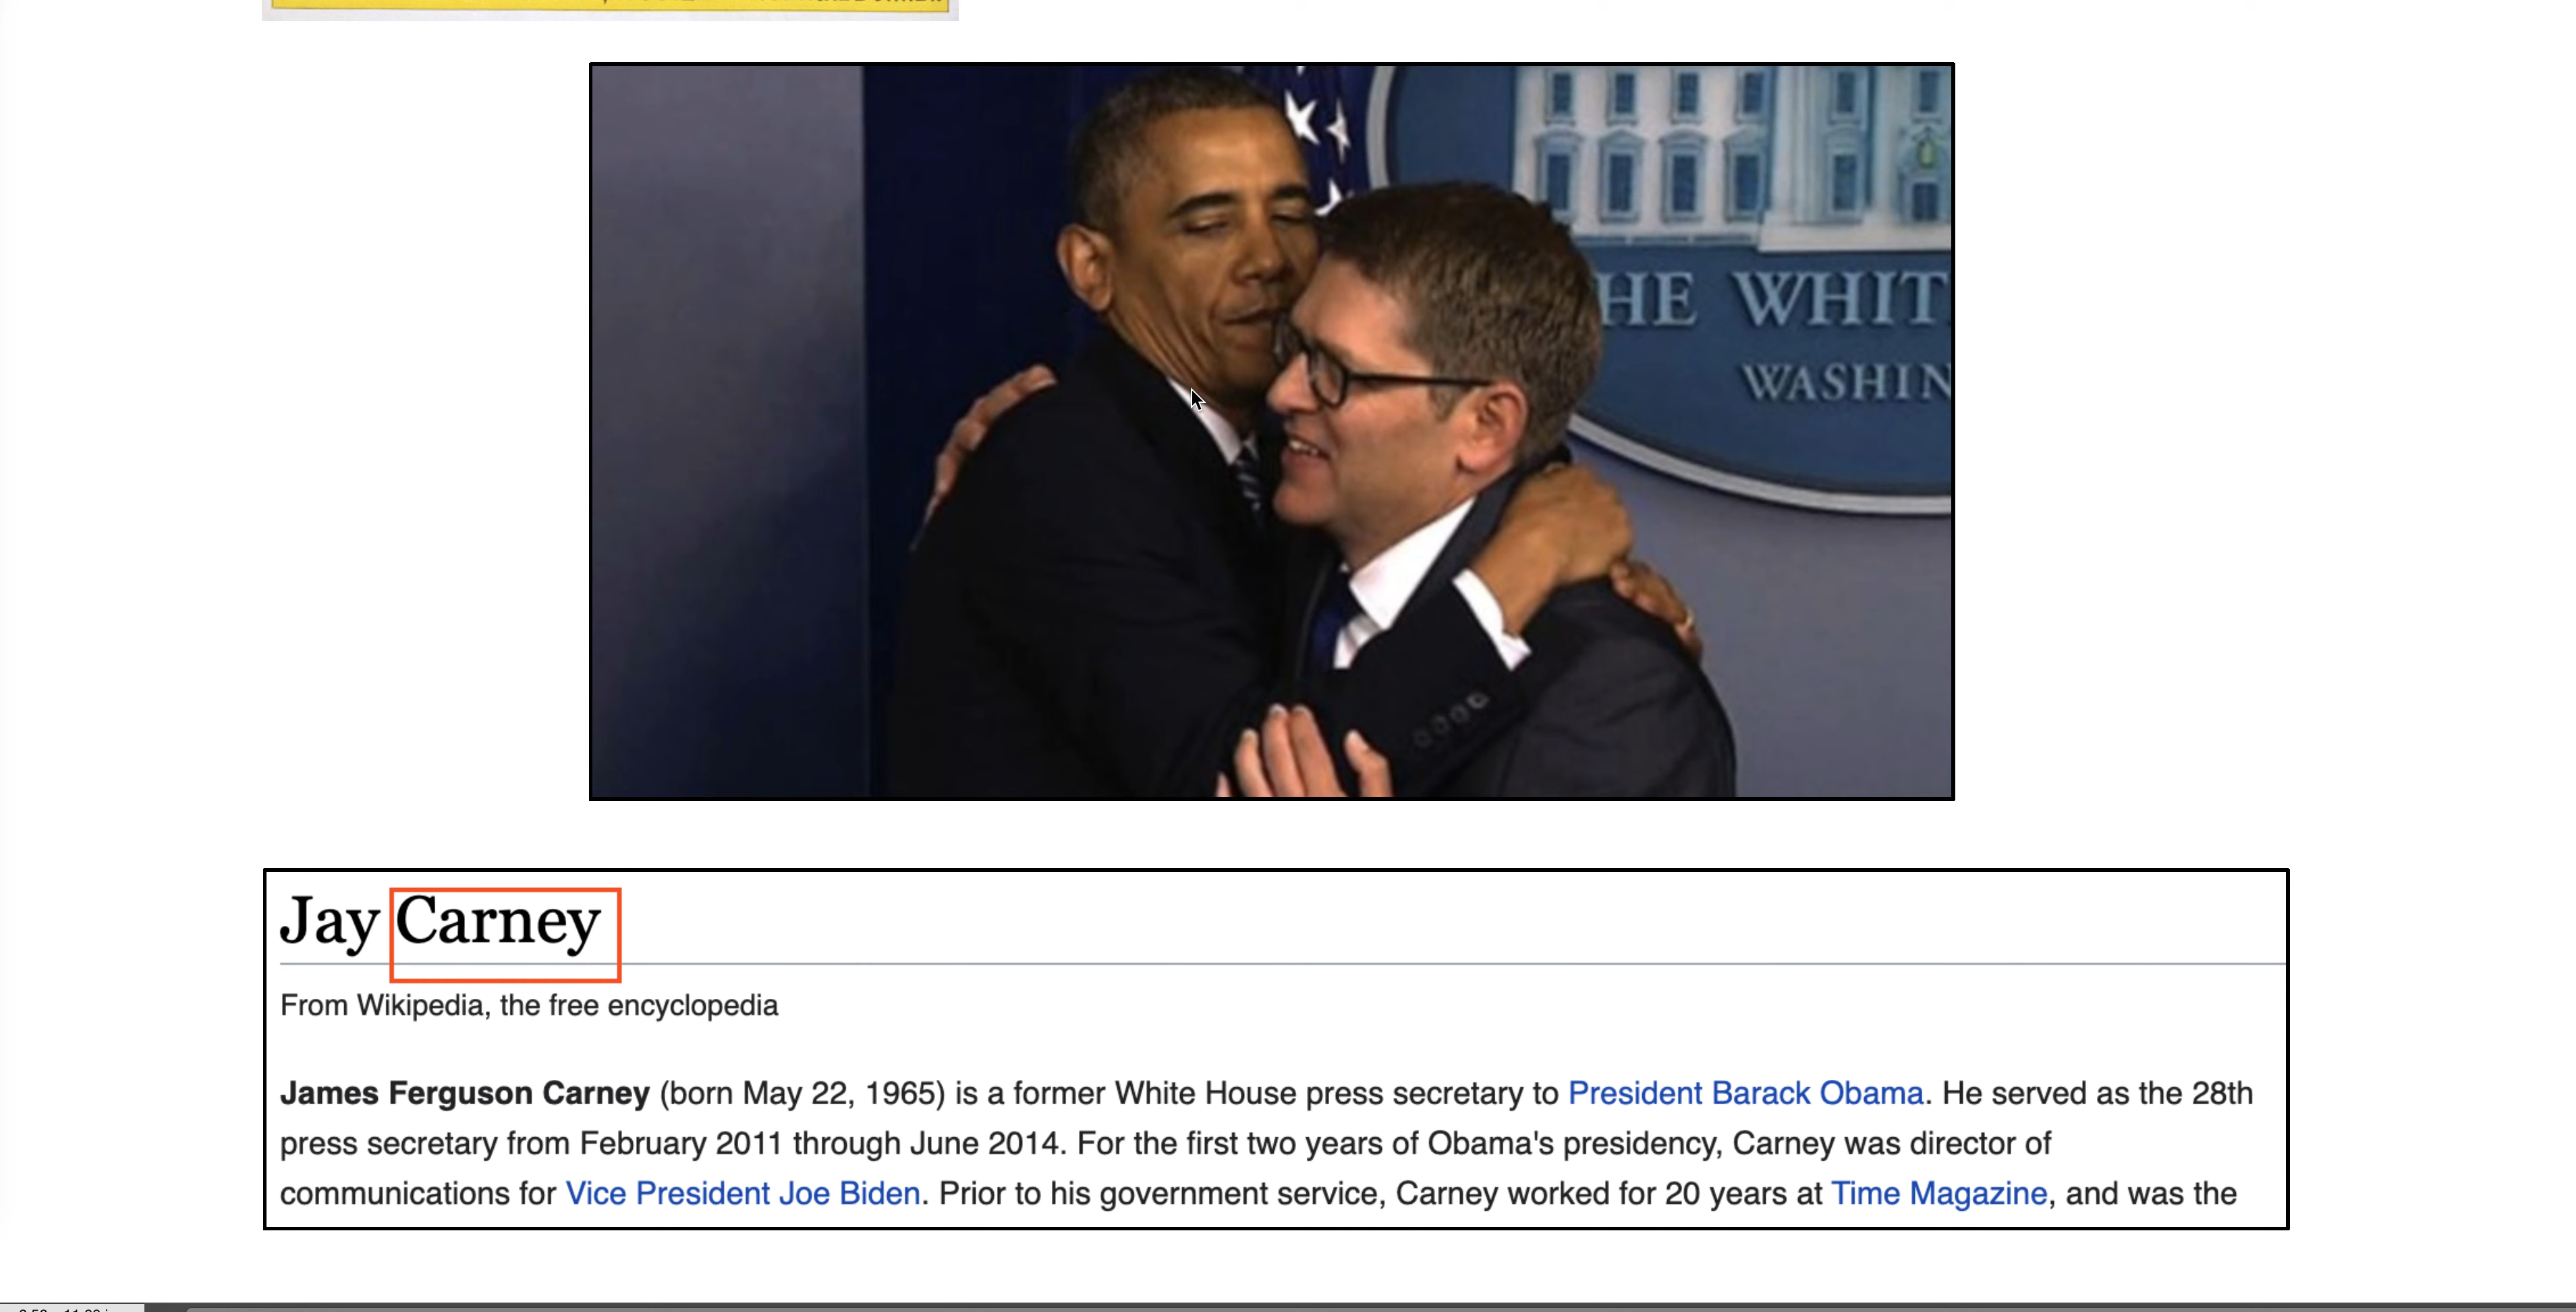 HE WHIT
WASHIN
Jay Carney
From Wikipedia, the free encyclopedia
James Ferguson Carney (born May 22, 1965) is a former White House press secretary to President Barack Obama. He served as the 28th
press secretary from February 2011 through June 2014. For the first two years of Obama's presidency, Carney was director of
communications for Vice President Joe Biden. Prior to his government service, Carney worked for 20 years at Time Magazine, and was the